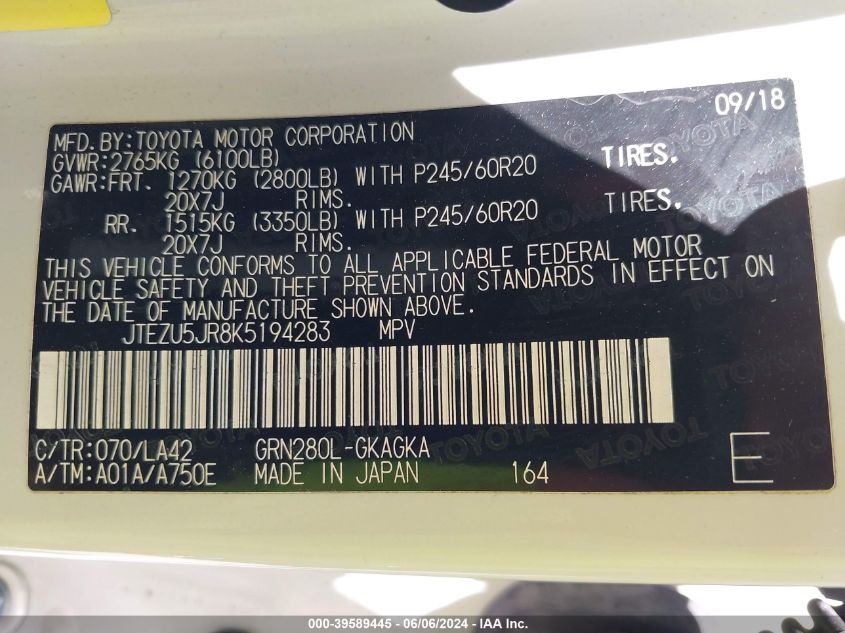 09/18
MFD.BY:TOYOTA MOTOR CORPORATION
GVWR:2765KG (6100LB)
GAWR:FRT. 1270KG (2800LB) WITH P245/60R20 TIRES.
20X7J RIMS.
RR. 1515KG (3350LB) WITH P245/60R20 TIRES.
20X7J RIMS.
THIS VEHICLE CONFORMS TO ALL APPLICABLE FEDERAL MOTOR
VEHICLE SAFETY AND THEFT PREVENTION STANDARDS IN EFFECT ON
THE DATE OF MANUFACTURE SHOWN ABOVE.
JTEZU5JR8K5194283 MPV
C/TR:070/LA42 GRN280L-GKAGKA
A/TM:A01A/A750E MADE IN JAPAN 164 E
000-39589445 - 06/06/2024 - IAA Inc.